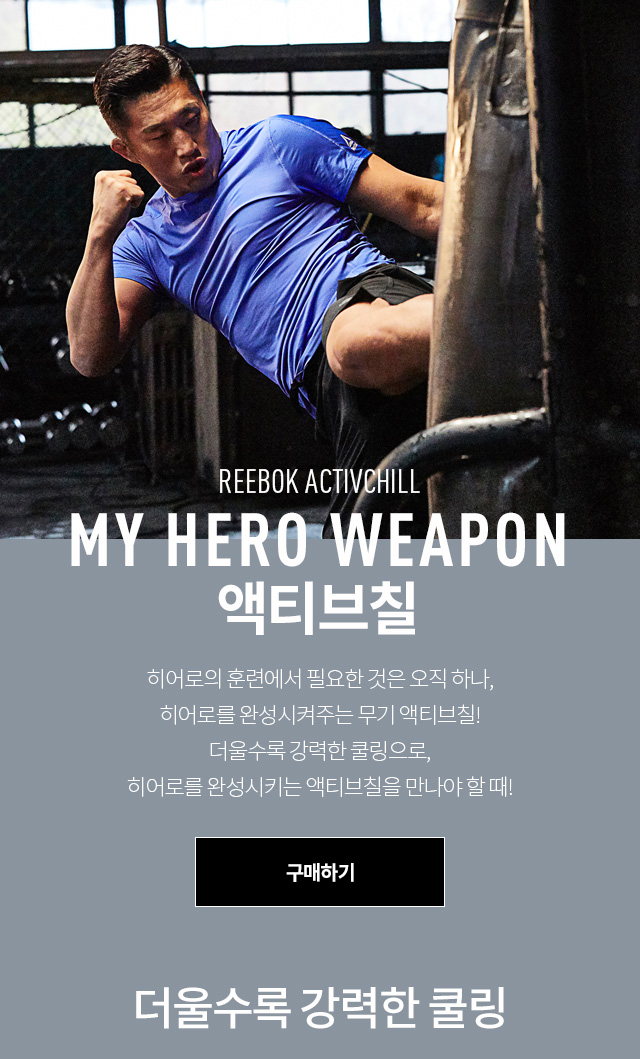 REEBOK ACTIVCHILL
MY HERO WEAPON
액티브칠
히어로의 훈련에서 필요한 것은 오직 하나,
히어로를 완성시켜주는 무기 액티브칠!
더울수록 강력한 쿨링으로,
히어로를 완성시키는 액티브칠을 만나야 할 때!
구매하기
더울수록 강력한 쿨링